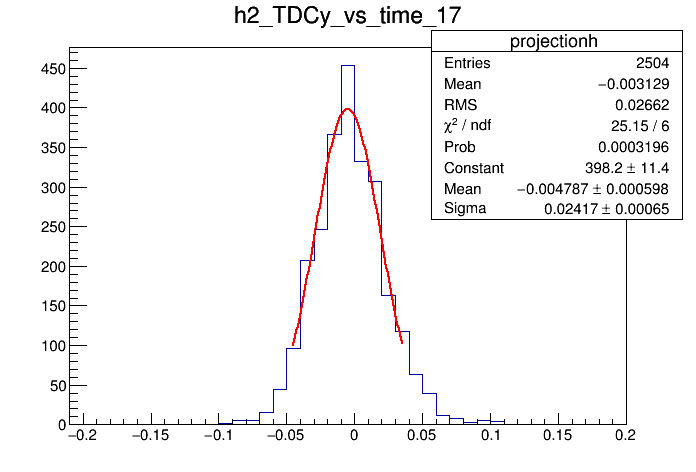 h2_TDCy_vs_time_17
projectionh
Entries 2504
Mean −0.003129
RMS 0.02662
χ² / ndf 25.15 / 6
Prob 0.0003196
Constant 398.2 ± 11.4
Mean −0.004787 ± 0.000598
Sigma 0.02417 ± 0.00065
450
400
350
300
250
200
150
100
50
0
−0.2 −0.15 −0.1 −0.05 0 0.05 0.1 0.15 0.2